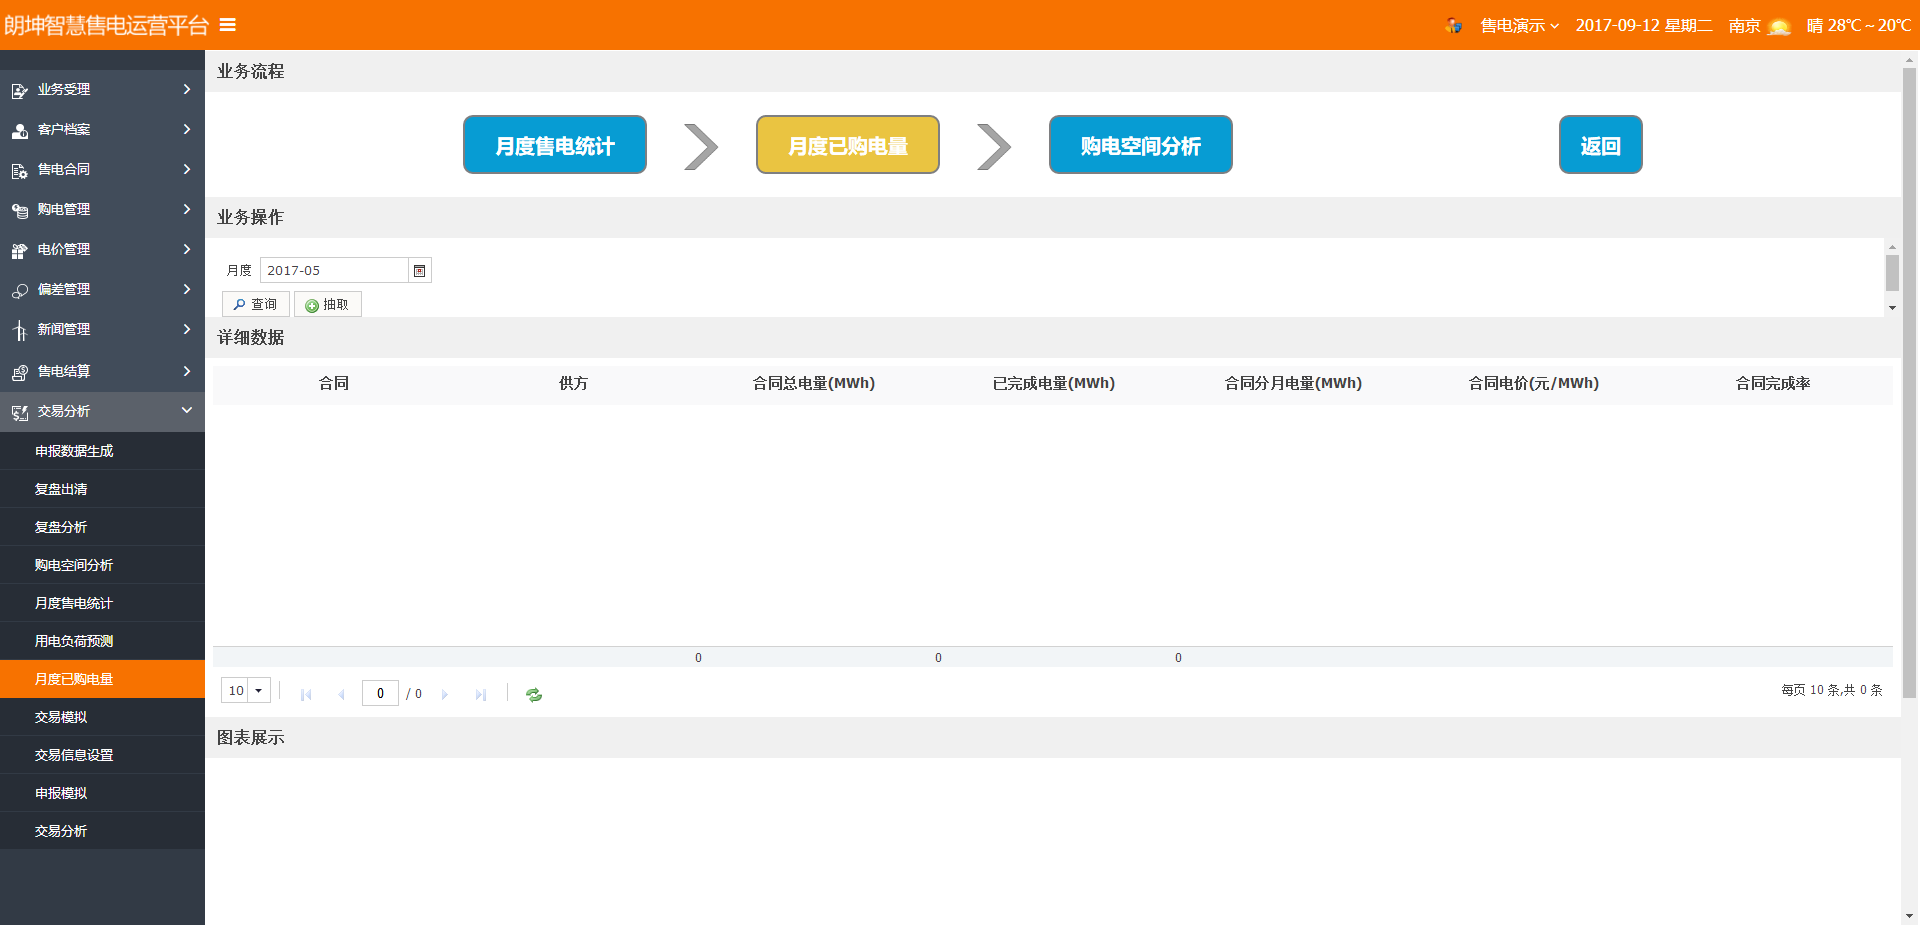 朗坤智慧售电运营平台
售电演示 2017-09-12 星期二 南京 晴 28℃ ~ 20℃
业务受理
客户档案
售电合同
购电管理
电价管理
偏差管理
新闻管理
售电结算
交易分析
申报数据生成
复盘出清
复盘分析
购电空间分析
月度售电统计
用电负荷预测
月度已购电量
交易模拟
交易信息设置
申报模拟
交易分析
业务流程
月度售电统计 月度已购电量 购电空间分析 返回
业务操作
月度 2017-05
查询 抽取
详细数据
合同 供方 合同总电量(MWh) 已完成电量(MWh) 合同分月电量(MWh) 合同电价(元/MWh) 合同完成率
0 0 0
10 0 / 0 每页 10 条,共 0 条
图表展示